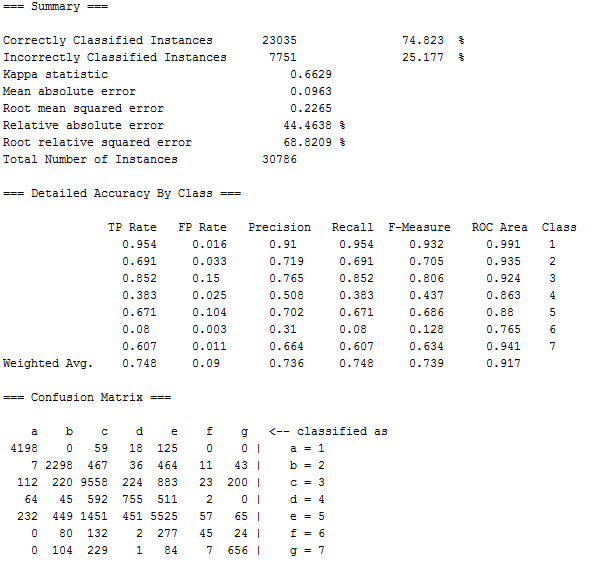 === Summary ===
Correctly Classified Instances 23035 74.823 %
Incorrectly Classified Instances 7751 25.177 %
Kappa statistic 0.6629
Mean absolute error 0.0963
Root mean squared error 0.2265
Relative absolute error 44.4638 %
Root relative squared error 68.8209 %
Total Number of Instances 30786
=== Detailed Accuracy By Class ===
TP Rate FP Rate Precision Recall F-Measure ROC Area Class
0.954 0.016 0.91 0.954 0.932 0.991 1
0.691 0.033 0.719 0.691 0.705 0.935 2
0.852 0.15 0.765 0.852 0.806 0.924 3
0.383 0.025 0.508 0.383 0.437 0.863 4
0.671 0.104 0.702 0.671 0.686 0.88 5
0.08 0.003 0.31 0.08 0.128 0.765 6
0.607 0.011 0.664 0.607 0.634 0.941 7
Weighted Avg. 0.748 0.09 0.736 0.748 0.739 0.917
=== Confusion Matrix ===
a b c d e f g <-- classified as
4198 0 59 18 125 0 0 | a = 1
7 2298 467 36 464 11 43 | b = 2
112 220 9558 224 883 23 200 | c = 3
64 45 592 755 511 2 0 | d = 4
232 449 1451 451 5525 57 65 | e = 5
0 80 132 2 277 45 24 | f = 6
0 104 229 1 84 7 656 | g = 7